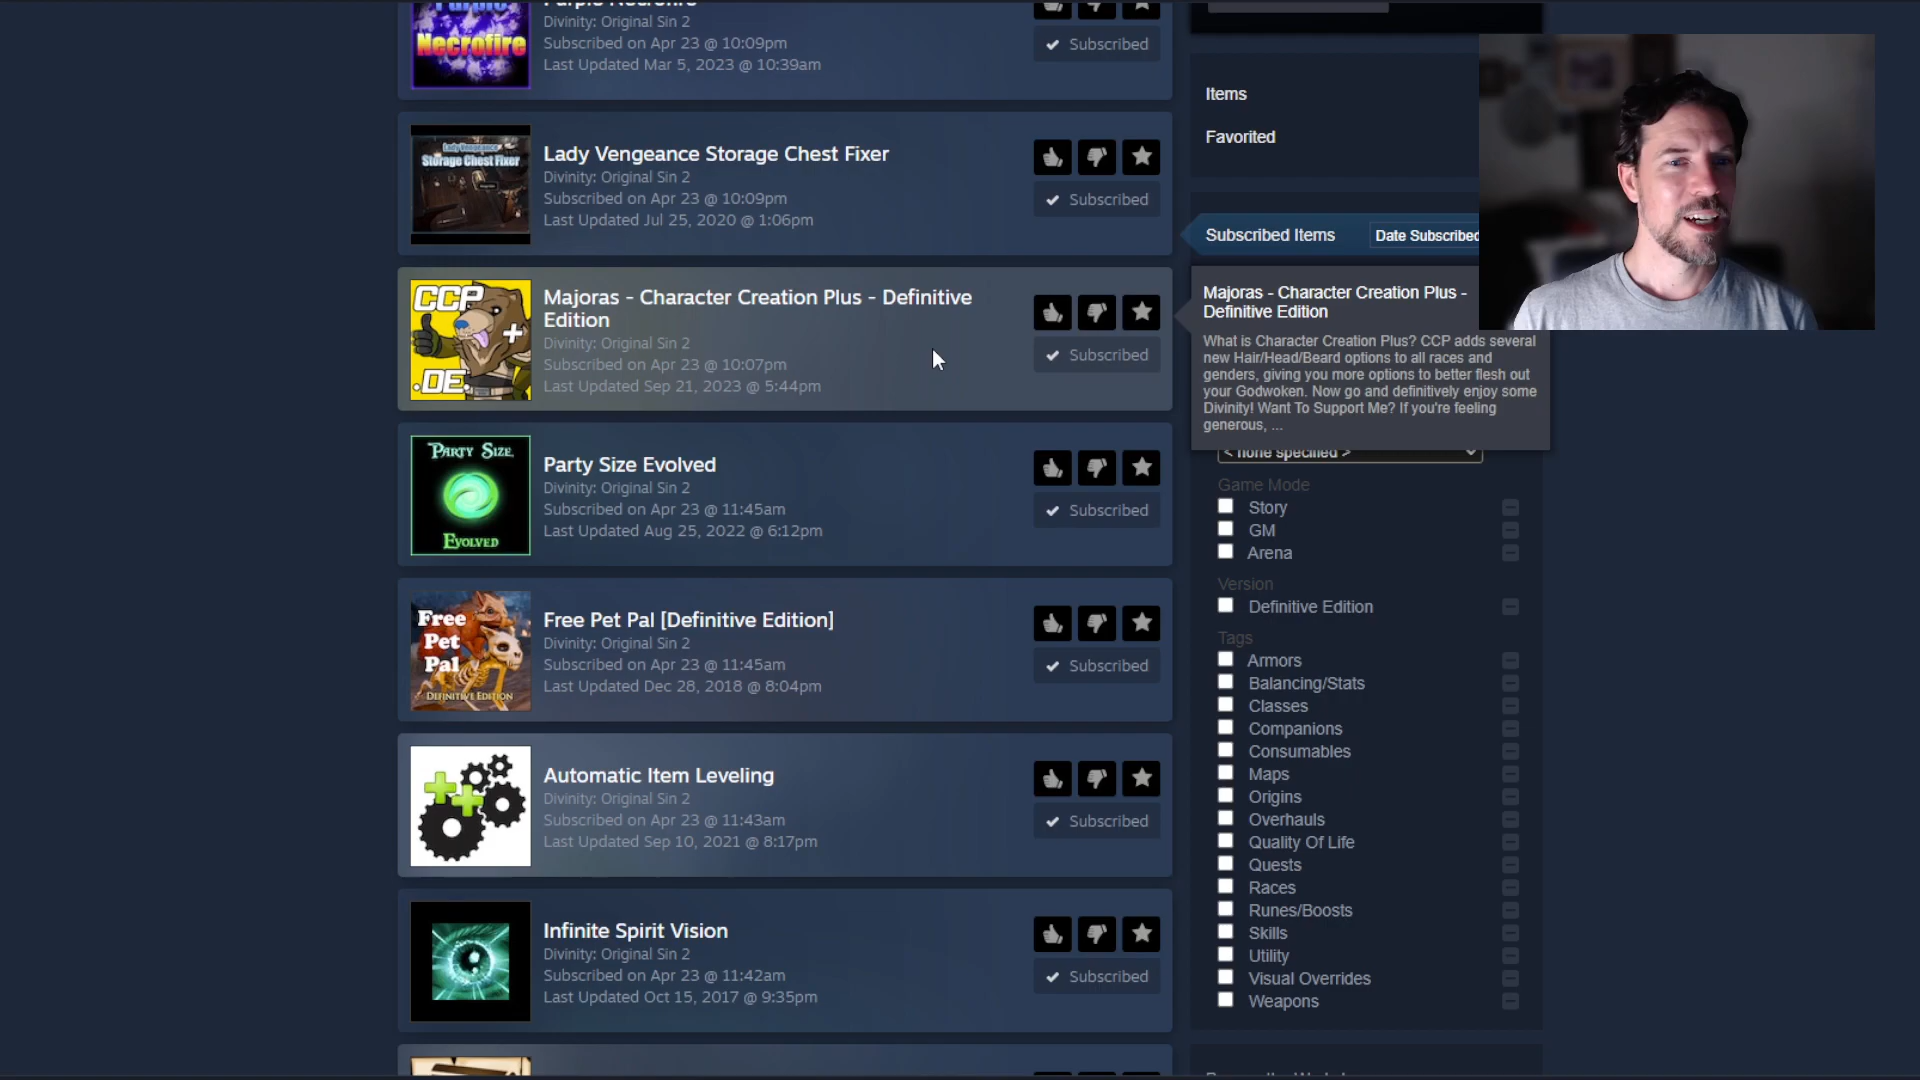 Purple
Necrofire
Purple Necrofire
Divinity: Original Sin 2
Subscribed on Apr 23 @ 10:09pm
Last Updated Mar 5, 2023 @ 10:39am
Subscribed
Lady Vengeance
Storage Chest Fixer
Lady Vengeance Storage Chest Fixer
Divinity: Original Sin 2
Subscribed on Apr 23 @ 10:09pm
Last Updated Jul 25, 2020 @ 1:06pm
Subscribed
CCP
+
.DE.
Majoras - Character Creation Plus - Definitive
Edition
Divinity: Original Sin 2
Subscribed on Apr 23 @ 10:07pm
Last Updated Sep 21, 2023 @ 5:44pm
Subscribed
PARTY SIZE
EVOLVED
Party Size Evolved
Divinity: Original Sin 2
Subscribed on Apr 23 @ 11:45am
Last Updated Aug 25, 2022 @ 6:12pm
Subscribed
Free
Pet
Pal
DEFINITIVE EDITION
Free Pet Pal [Definitive Edition]
Divinity: Original Sin 2
Subscribed on Apr 23 @ 11:45am
Last Updated Dec 28, 2018 @ 8:04pm
Subscribed
Automatic Item Leveling
Divinity: Original Sin 2
Subscribed on Apr 23 @ 11:43am
Last Updated Sep 10, 2021 @ 8:17pm
Subscribed
Infinite Spirit Vision
Divinity: Original Sin 2
Subscribed on Apr 23 @ 11:42am
Last Updated Oct 15, 2017 @ 9:35pm
Subscribed
Items
Favorited
Subscribed Items
Date Subscribed
Majoras - Character Creation Plus -
Definitive Edition
What is Character Creation Plus? CCP adds several
new Hair/Head/Beard options to all races and
genders, giving you more options to better flesh out
your Godwoken. Now go and definitively enjoy some
Divinity! Want To Support Me? If you're feeling
generous, ...
< none specified >
Game Mode
Story
GM
Arena
Version
Definitive Edition
Tags
Armors
Balancing/Stats
Classes
Companions
Consumables
Maps
Origins
Overhauls
Quality Of Life
Quests
Races
Runes/Boosts
Skills
Utility
Visual Overrides
Weapons